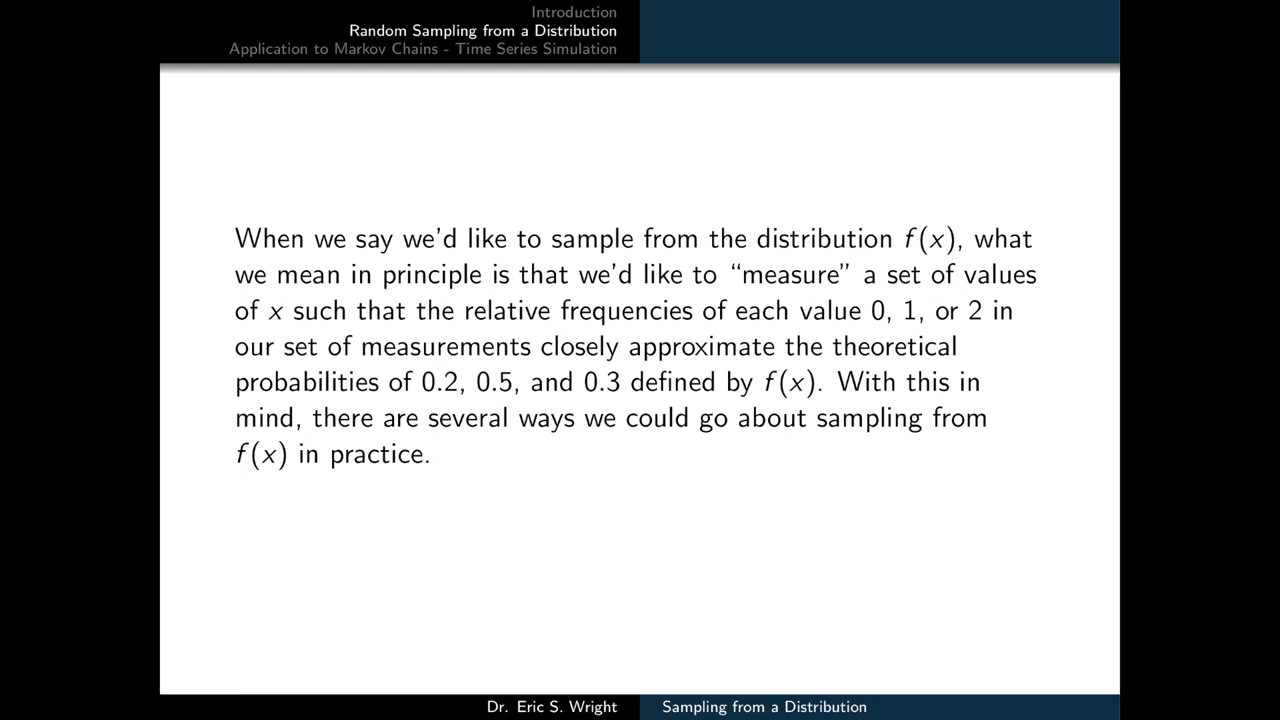 Introduction
Random Sampling from a Distribution
Application to Markov Chains - Time Series Simulation
When we say we'd like to sample from the distribution f(x), what
we mean in principle is that we'd like to “measure” a set of values
of x such that the relative frequencies of each value 0, 1, or 2 in
our set of measurements closely approximate the theoretical
probabilities of 0.2, 0.5, and 0.3 defined by f(x). With this in
mind, there are several ways we could go about sampling from
f(x) in practice.
Dr. Eric S. Wright
Sampling from a Distribution